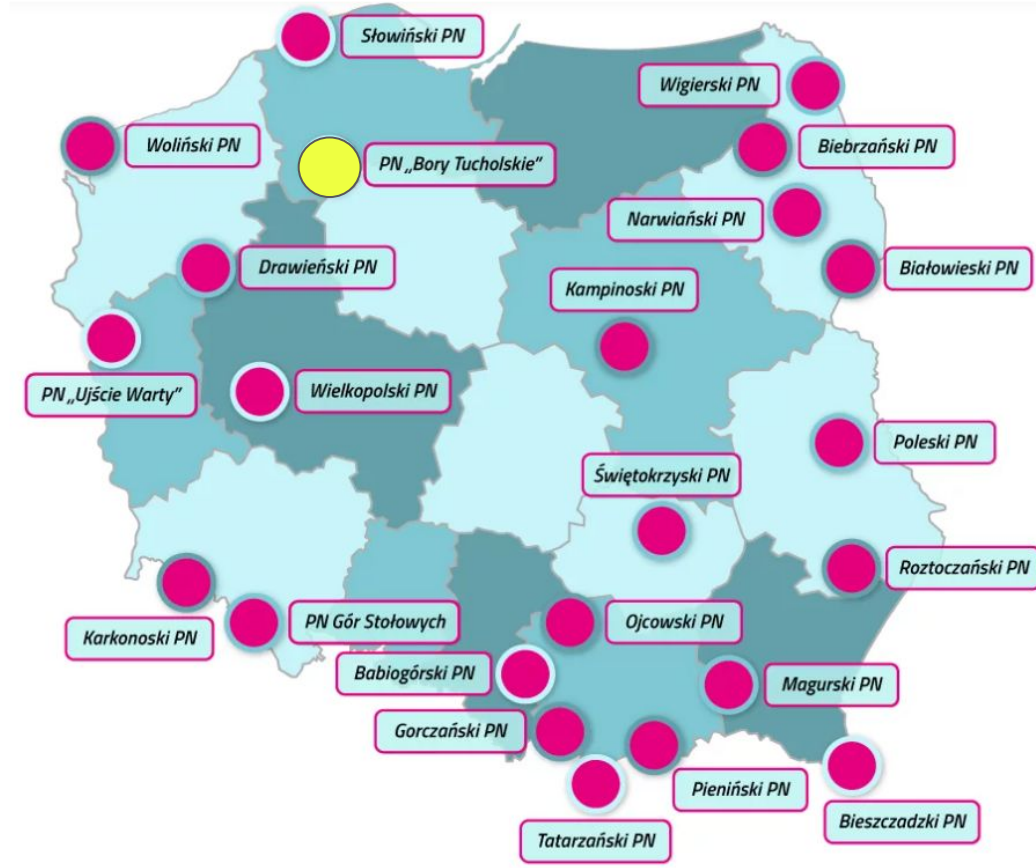 Słowiński PN
Wigierski PN
Woliński PN
PN „Bory Tucholskie”
Biebrzański PN
Narwiański PN
Drawieński PN
Białowieski PN
Kampinoski PN
PN „Ujście Warty”
Wielkopolski PN
Poleski PN
Świętokrzyski PN
Roztoczański PN
Karkonoski PN
PN Gór Stołowych
Ojcowski PN
Babiogórski PN
Magurski PN
Gorczański PN
Pieniński PN
Tatarzański PN
Bieszczadzki PN